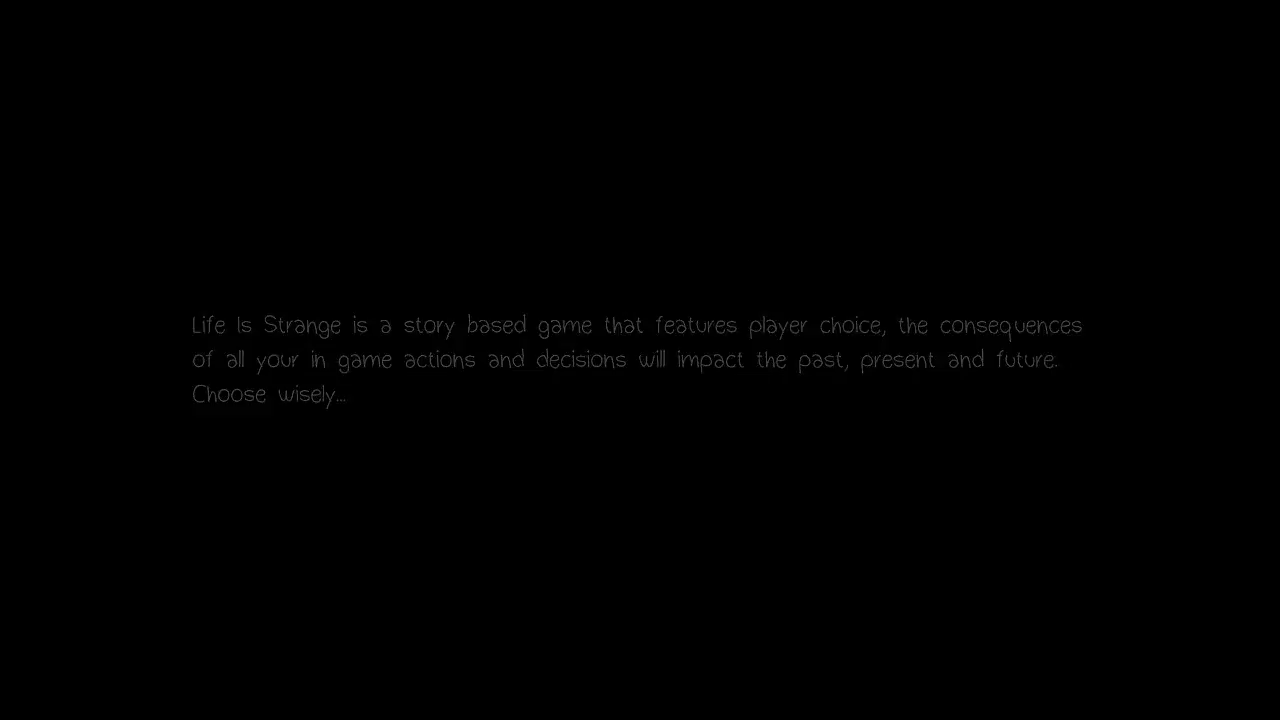 Life Is Strange is a story based game that features player choice, the consequences
of all your in game actions and decisions will impact the past, present and future.
Choose wisely...